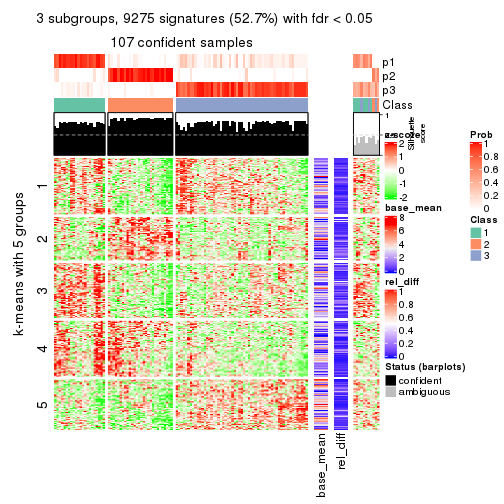 3 subgroups, 9275 signatures (52.7%) with fdr < 0.05
107 confident samples
p1
p2
p3
Class
1
Silhouette
score
z-score
2
1
0
-1
-2
Prob
1
0.8
0.6
0.4
0.2
0
base_mean
8
6
4
2
0
Class
1
2
3
rel_diff
1
0.8
0.6
0.4
0.2
0
Status (barplots)
confident
ambiguous
k-means with 5 groups
1
2
3
4
5
base_mean
rel_diff